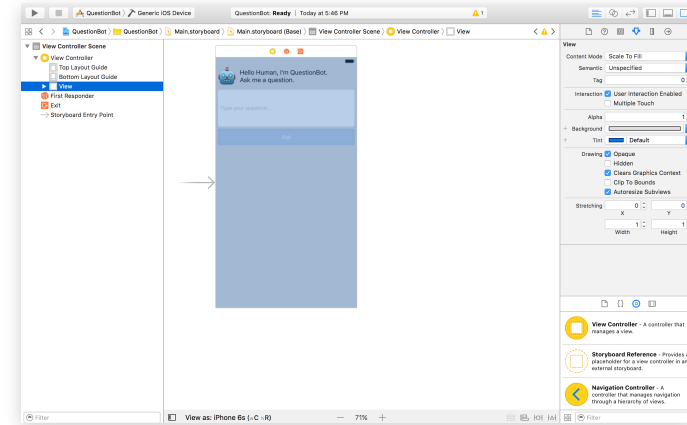 QuestionBot
Generic iOS Device
QuestionBot: Ready | Today at 5:46 PM
1
QuestionBot
QuestionBot
Main.storyboard
Main.storyboard (Base)
View Controller Scene
View Controller
View
View Controller Scene
View Controller
Top Layout Guide
Bottom Layout Guide
View
First Responder
Exit
Storyboard Entry Point
Hello Human, I'm QuestionBot.
Ask me a question.
Type your question...
Ask
View
Content Mode Scale To Fill
Semantic Unspecified
Tag 0
Interaction User Interaction Enabled
Multiple Touch
Alpha 1
Background
Tint Default
Drawing Opaque
Hidden
Clears Graphics Context
Clip To Bounds
Autoresize Subviews
Stretching 0 0
X Y
1 1
Width Height
View Controller - A controller that
manages a view.
Storyboard Reference - Provides a
placeholder for a view controller in an
external storyboard.
Navigation Controller - A
controller that manages navigation
through a hierarchy of views.
Filter
View as: iPhone 6s (wC hR)
71%
Filter